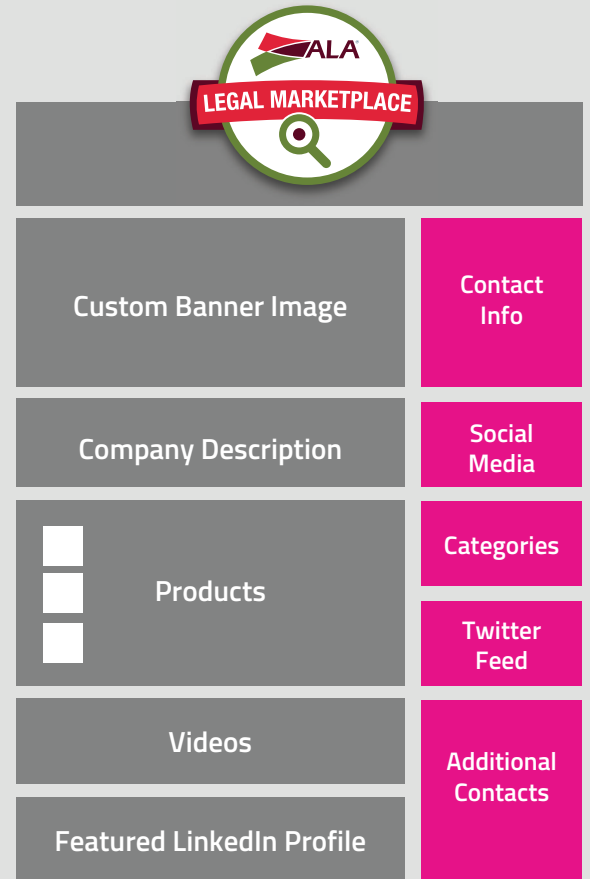 ALA
LEGAL MARKETPLACE
Custom Banner Image
Contact
Info
Company Description
Social
Media
Products
Categories
Twitter
Feed
Videos
Additional
Contacts
Featured LinkedIn Profile